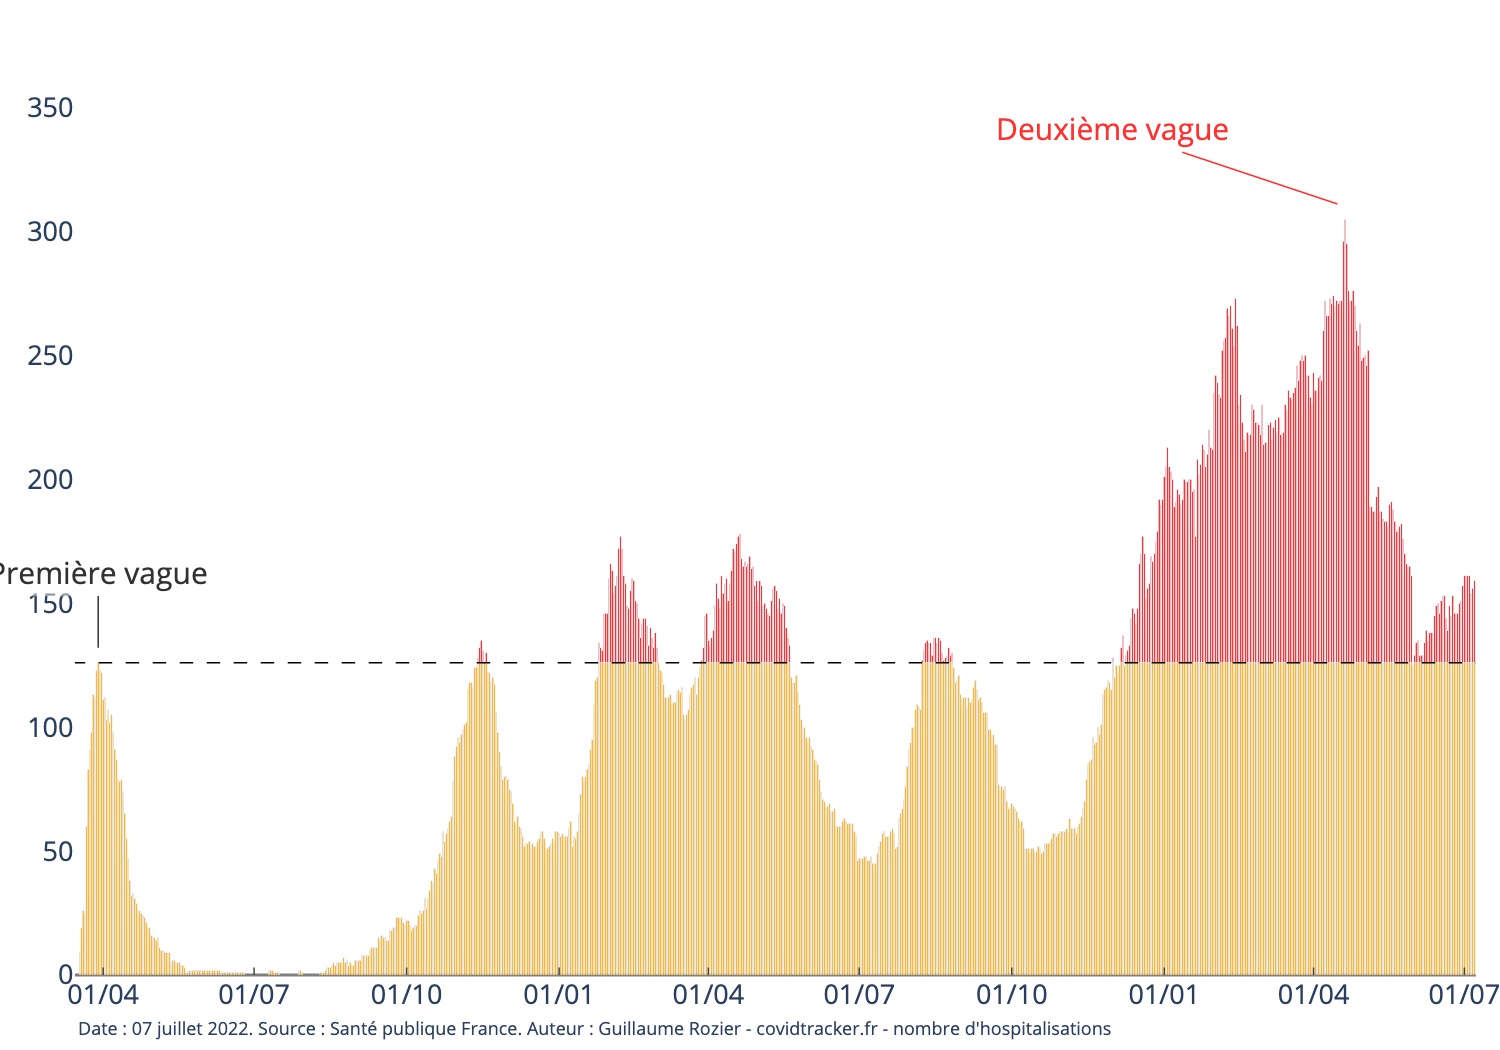 350
Deuxième vague
300
250
200
Première vague
150
100
50
0
01/04 01/07 01/10 01/01 01/04 01/07 01/10 01/01 01/04 01/07
Date : 07 juillet 2022. Source : Santé publique France. Auteur : Guillaume Rozier - covidtracker.fr - nombre d'hospitalisations